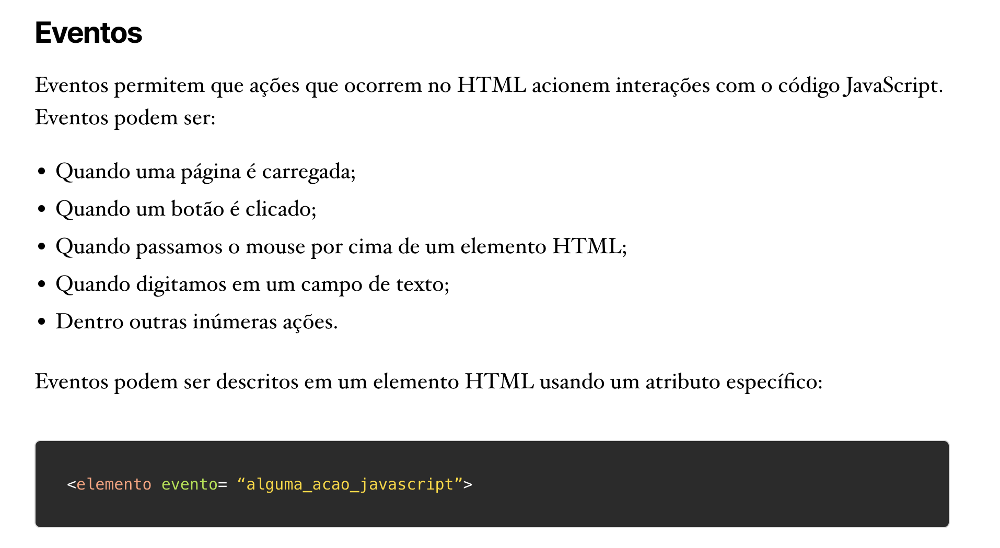 Eventos
Eventos permitem que ações que ocorrem no HTML acionem interações com o código JavaScript.
Eventos podem ser:
• Quando uma página é carregada;
• Quando um botão é clicado;
• Quando passamos o mouse por cima de um elemento HTML;
• Quando digitamos em um campo de texto;
• Dentro outras inúmeras ações.
Eventos podem ser descritos em um elemento HTML usando um atributo específico:
<elemento evento= “alguma_acao_javascript”>